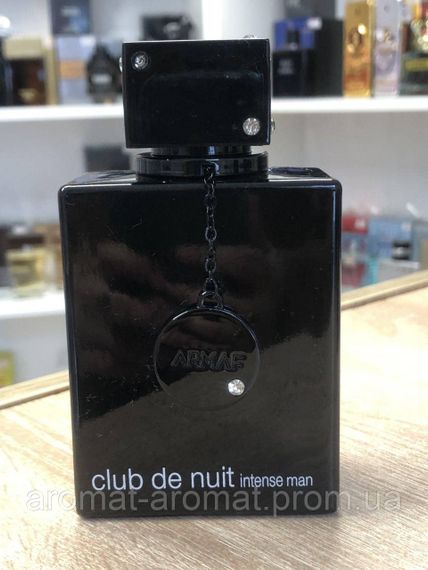 ARMAF
club de nuit intense man
aromat-aromat.prom.ua